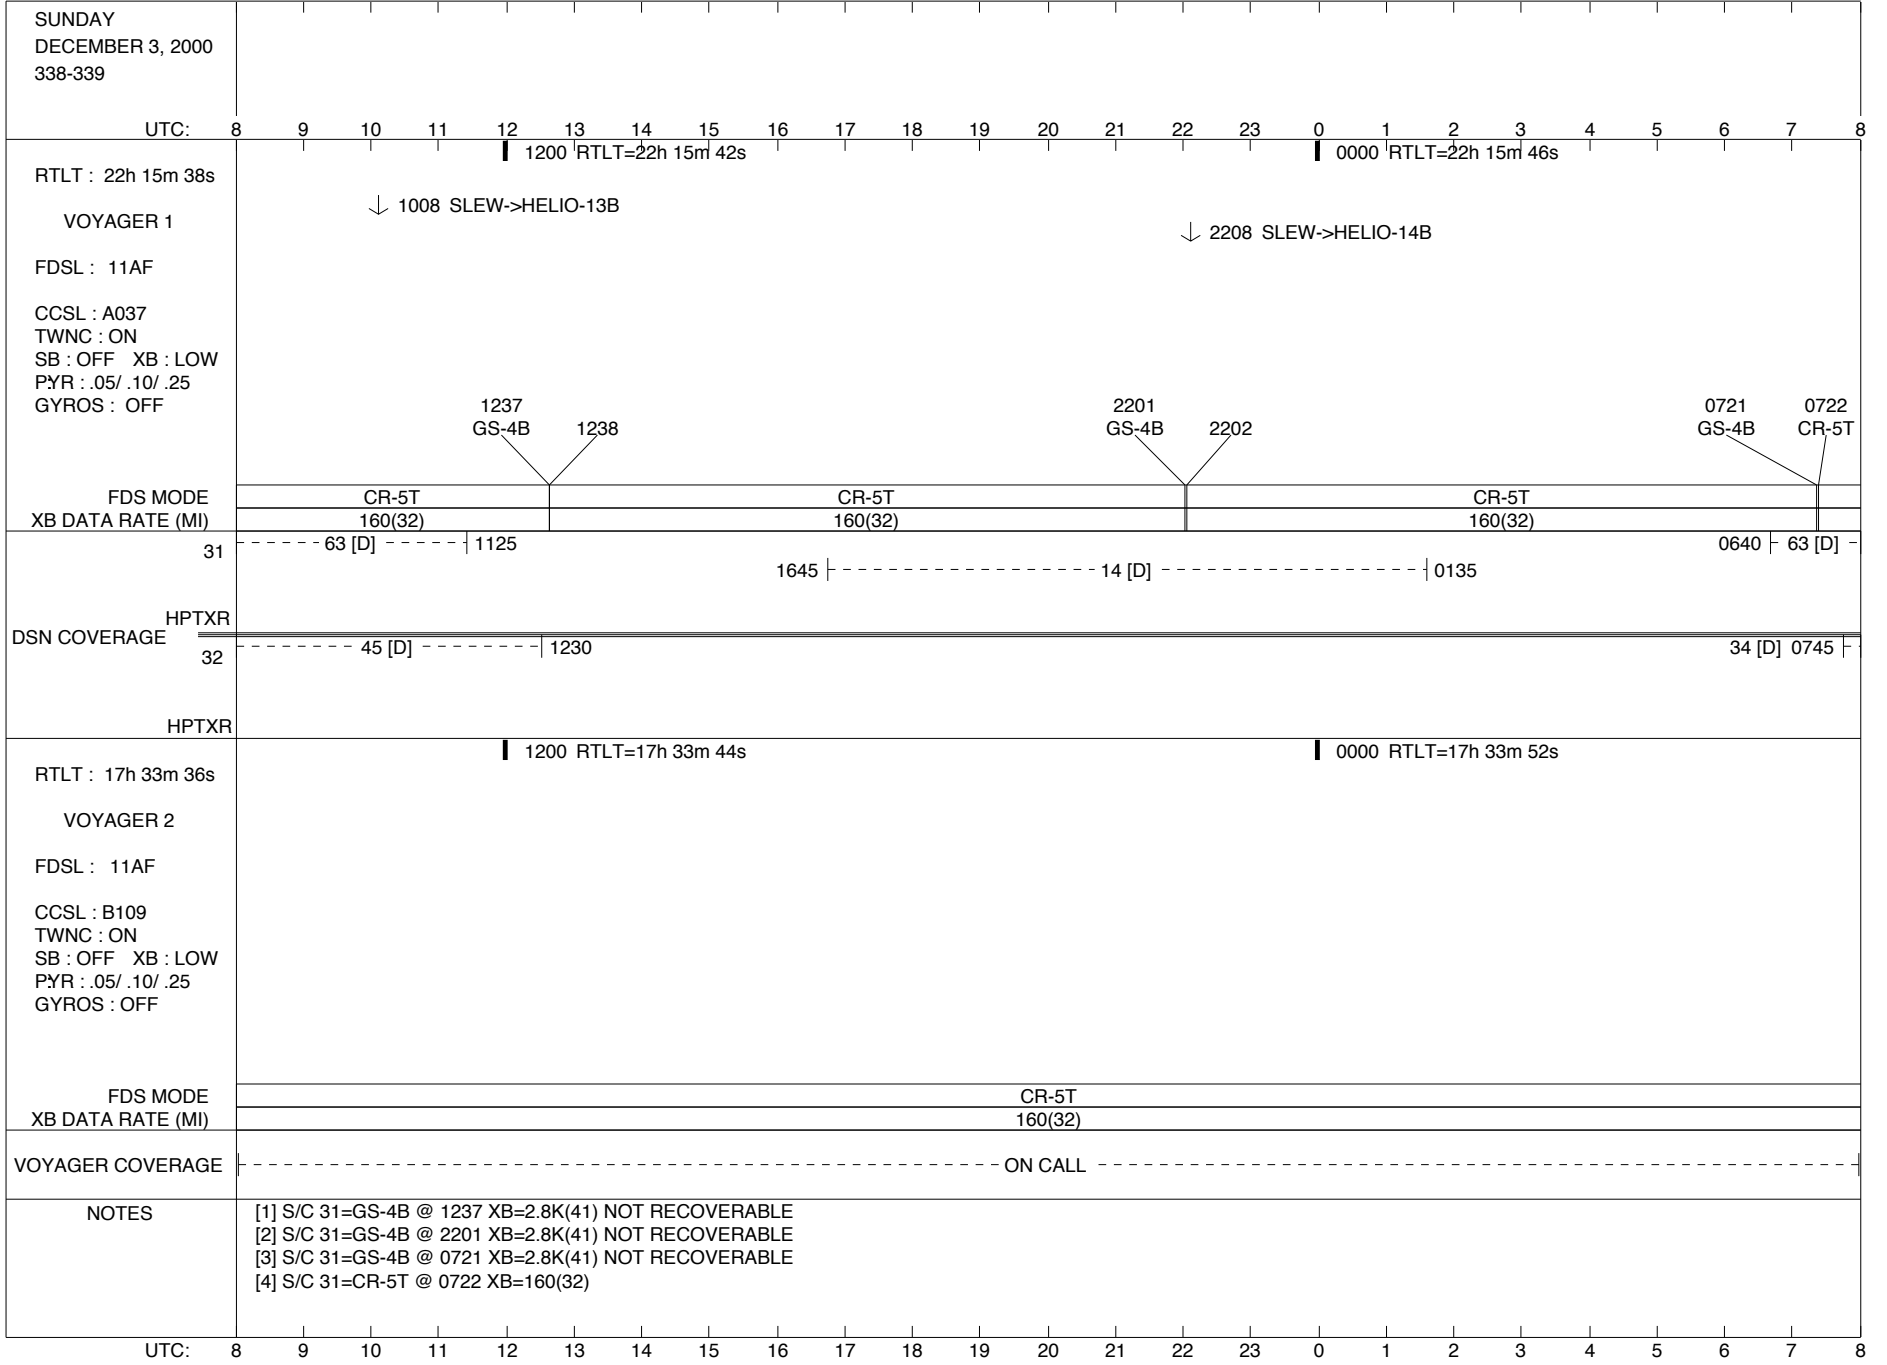 SUNDAY
DECEMBER 3, 2000
338-339
UTC: 8 9 10 11 12 13 14 15 16 17 18 19 20 21 22 23 0 1 2 3 4 5 6 7 8
1200 RTLT=22h 15m 42s 0000 RTLT=22h 15m 46s
RTLT : 22h 15m 38s
1008 SLEW->HELIO-13B
VOYAGER 1
2208 SLEW->HELIO-14B
FDSL : 11AF
CCSL : A037
TWNC : ON
SB : OFF XB : LOW
P:YR : .05/ .10/ .25
GYROS : OFF
1237 2201 0721 0722
GS-4B 1238 GS-4B 2202 GS-4B CR-5T
FDS MODE CR-5T CR-5T CR-5T
XB DATA RATE (MI) 160(32) 160(32) 160(32)
31 63 [D] 1125 0640 63 [D]
1645 14 [D] 0135
HPTXR
DSN COVERAGE
32 45 [D] 1230 34 [D] 0745
HPTXR
1200 RTLT=17h 33m 44s 0000 RTLT=17h 33m 52s
RTLT : 17h 33m 36s
VOYAGER 2
FDSL : 11AF
CCSL : B109
TWNC : ON
SB : OFF XB : LOW
P:YR : .05/ .10/ .25
GYROS : OFF
FDS MODE CR-5T
XB DATA RATE (MI) 160(32)
VOYAGER COVERAGE ON CALL
NOTES
[1] S/C 31=GS-4B @ 1237 XB=2.8K(41) NOT RECOVERABLE
[2] S/C 31=GS-4B @ 2201 XB=2.8K(41) NOT RECOVERABLE
[3] S/C 31=GS-4B @ 0721 XB=2.8K(41) NOT RECOVERABLE
[4] S/C 31=CR-5T @ 0722 XB=160(32)
UTC: 8 9 10 11 12 13 14 15 16 17 18 19 20 21 22 23 0 1 2 3 4 5 6 7 8